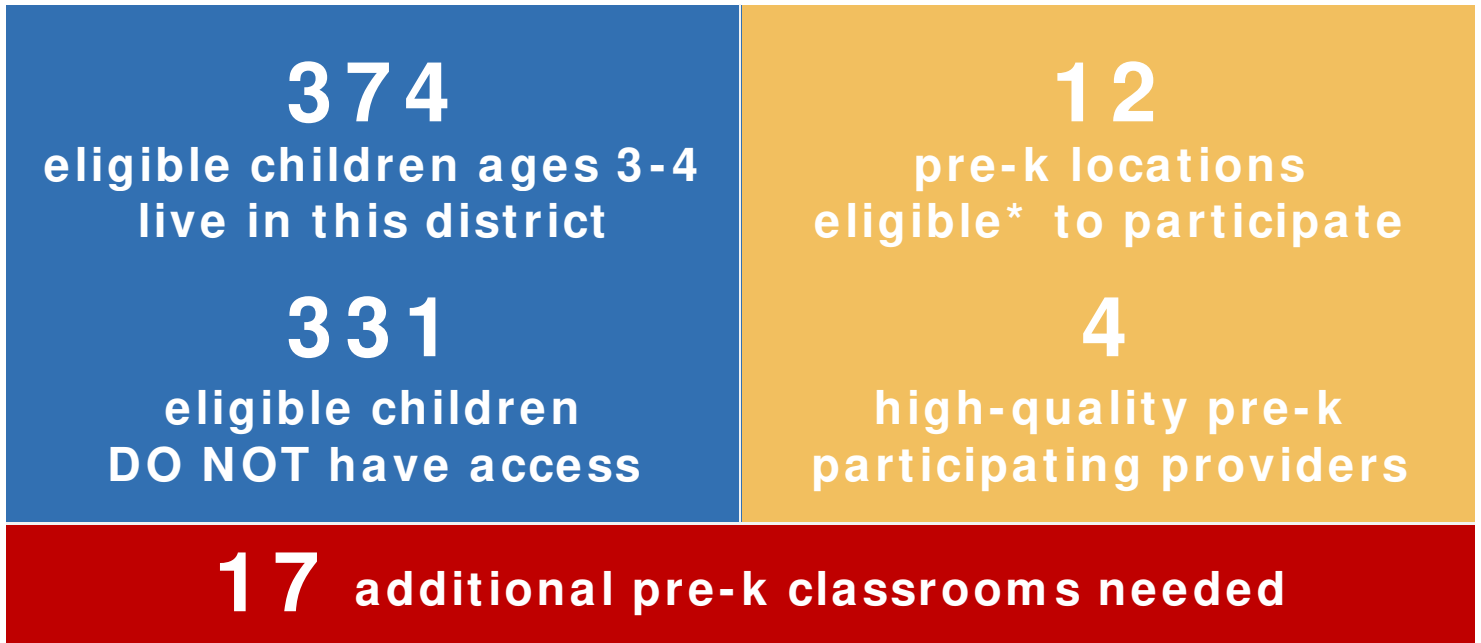 374
eligible children ages 3-4
live in this district
331
eligible children
DO NOT have access
12
pre-k locations
eligible* to participate
4
high-quality pre-k
participating providers
17 additional pre-k classrooms needed